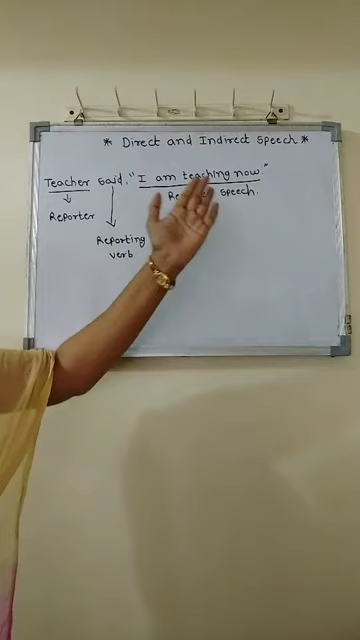 * Direct and Indirect Speech *
Teacher said, "I am teaching now."
Reporter
speech.
Reporting
verb